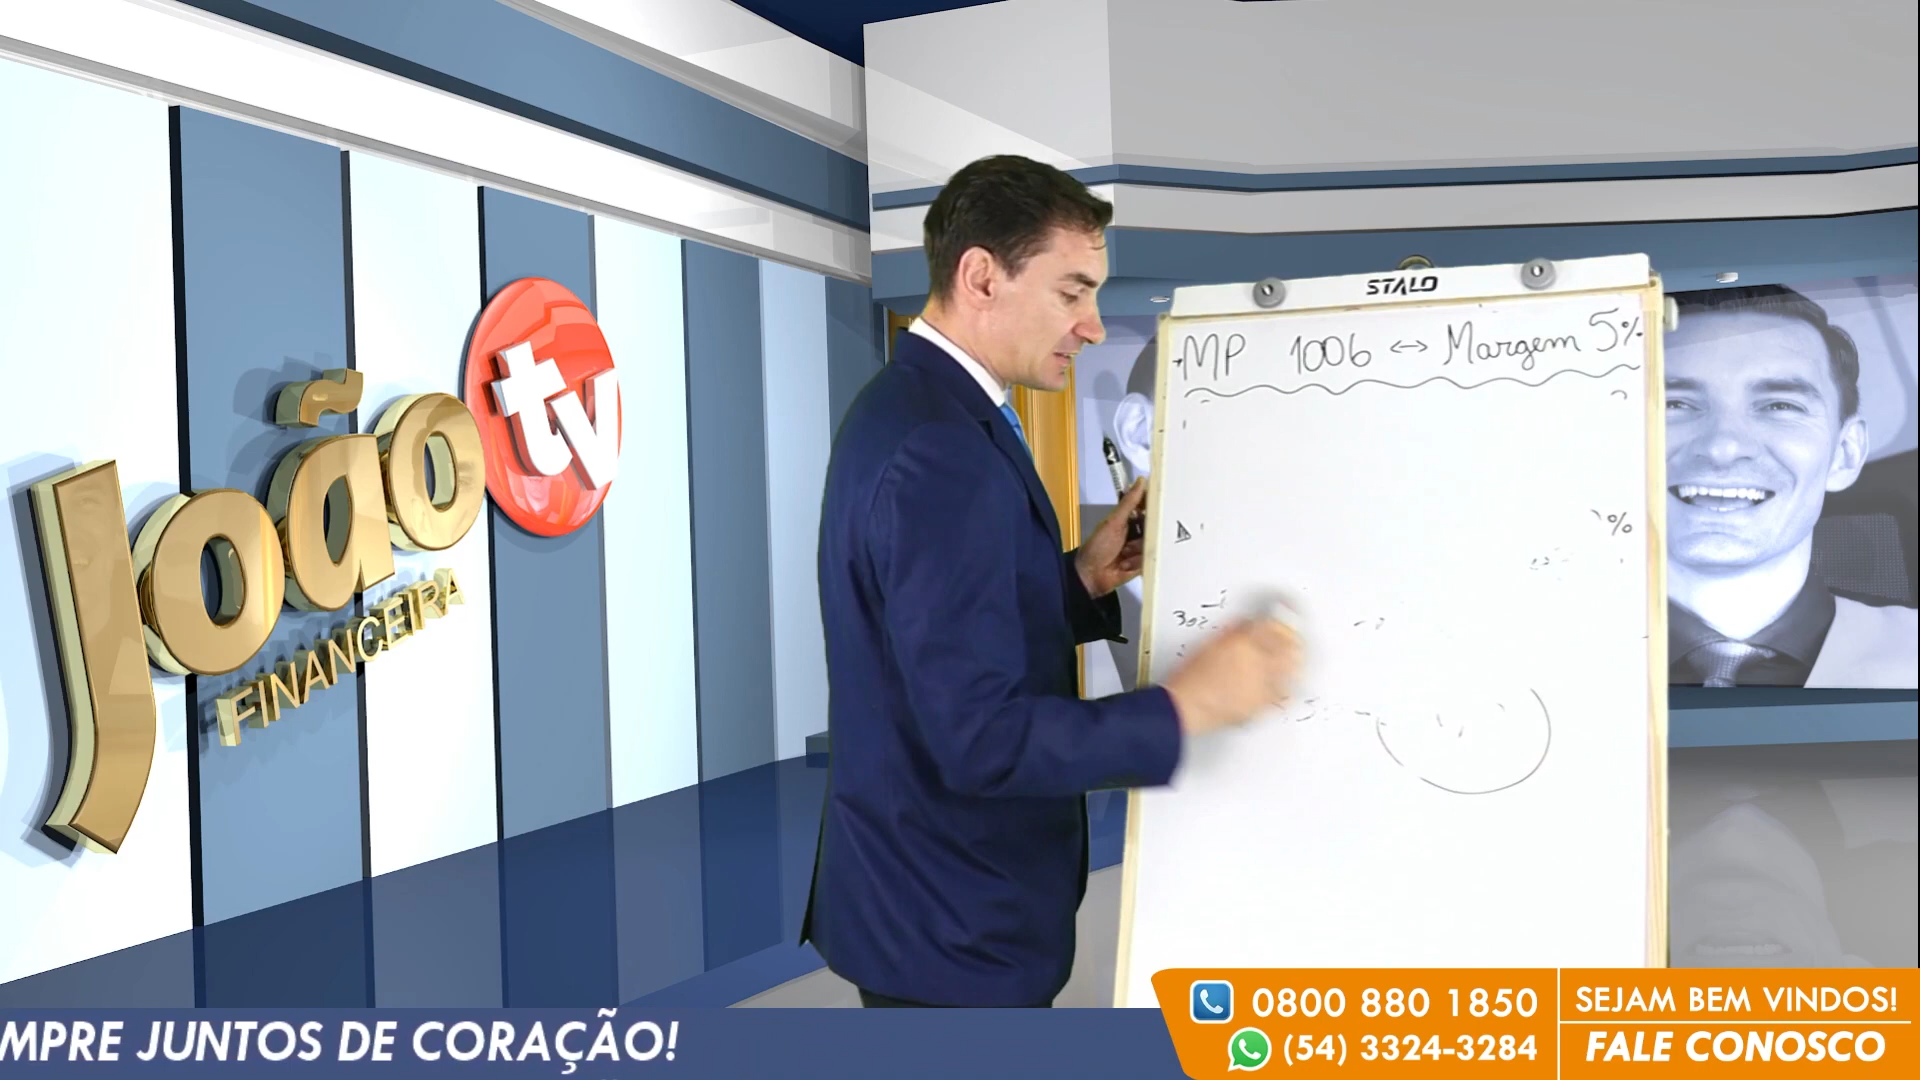 João
tv
FINANCEIRA
STALO
MP 1006 ↔ Margem 5%
%
MPRE JUNTOS DE CORAÇÃO!
0800 880 1850
(54) 3324-3284
SEJAM BEM VINDOS!
FALE CONOSCO